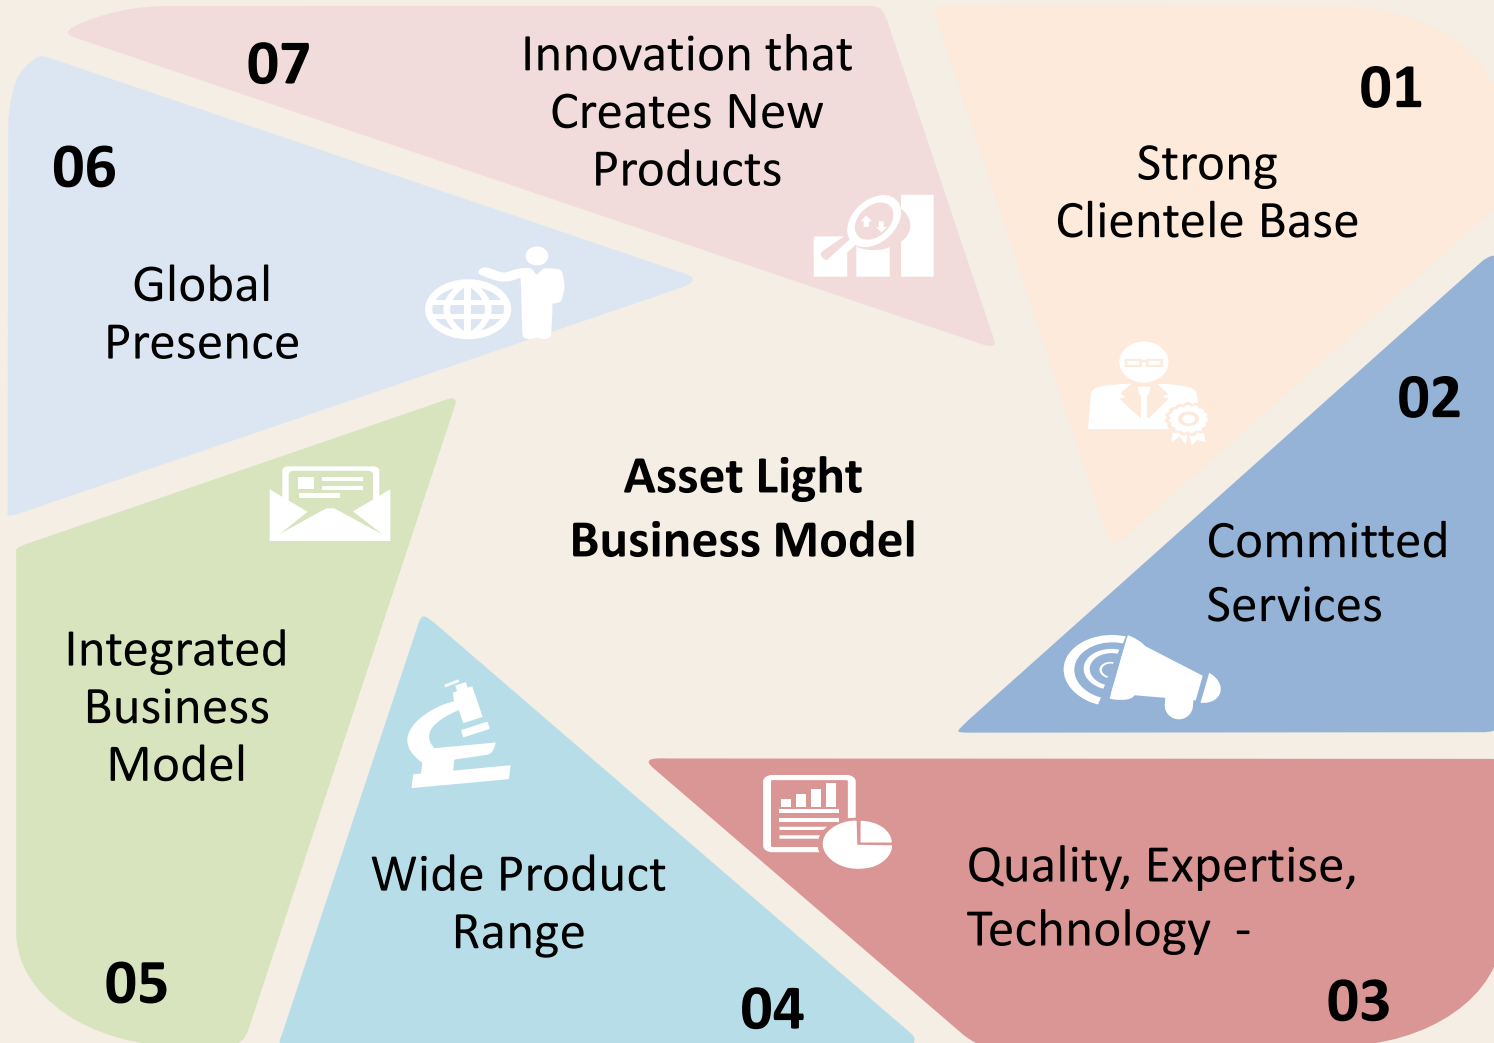 07
Innovation that
Creates New
Products
01
Strong
Clientele Base
06
Global
Presence
02
Committed
Services
Asset Light
Business Model
Integrated
Business
Model
05
Wide Product
Range
04
Quality, Expertise,
Technology  -
03